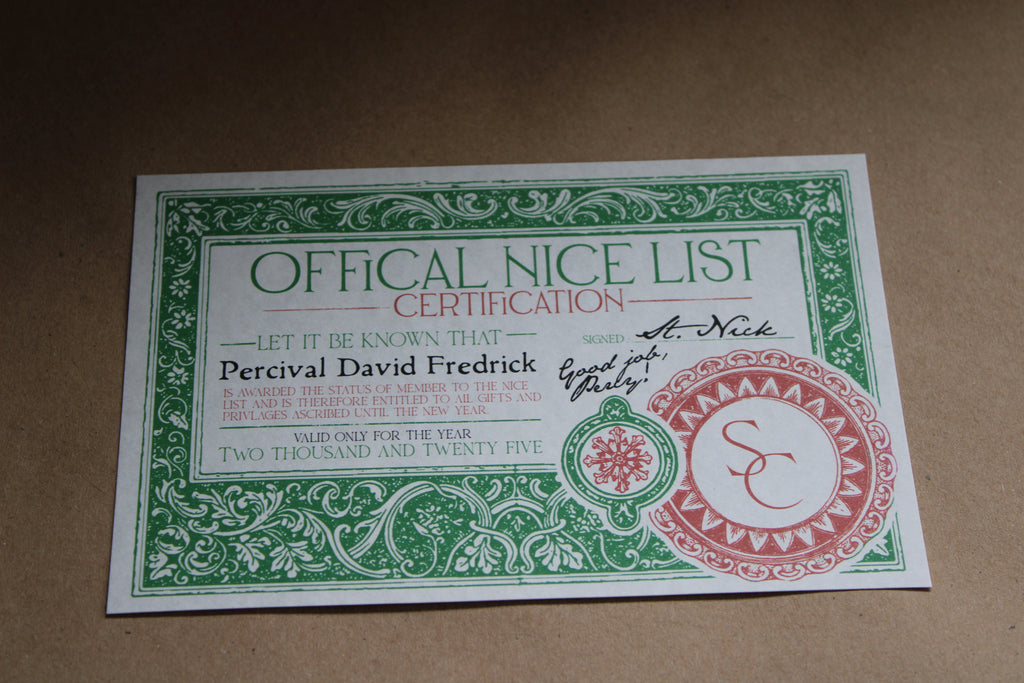 OFFiCAL NICE LIST
CERTIFiCATION
LET IT BE KNOWN THAT
Percival David Fredrick
IS AWARDED THE STATUS OF MEMBER TO THE NICE
LIST AND IS THEREFORE ENTITLED TO ALL GIFTS AND
PRIVLAGES ASCRIBED UNTIL THE NEW YEAR.
VALID ONLY FOR THE YEAR
TWO THOUSAND AND TWENTY FIVE
SIGNED: St. Nick
Good job,
Percy!
SC